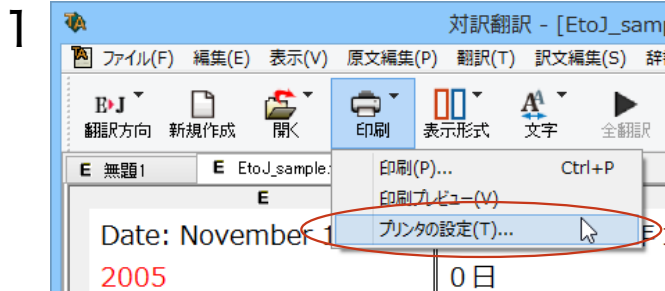 1
対訳翻訳 - [EtoJ_samp
ファイル(F) 編集(E) 表示(V) 原文編集(P) 翻訳(T) 訳文編集(S)
E▸J
翻訳方向 新規作成 開く 印刷 表示形式 文字 全翻訳
E 無題1 E EtoJ_sample.
印刷(P)... Ctrl+P
E
印刷プレビュー(V)
プリンタの設定(T)...
Date: November 1
2005 0日